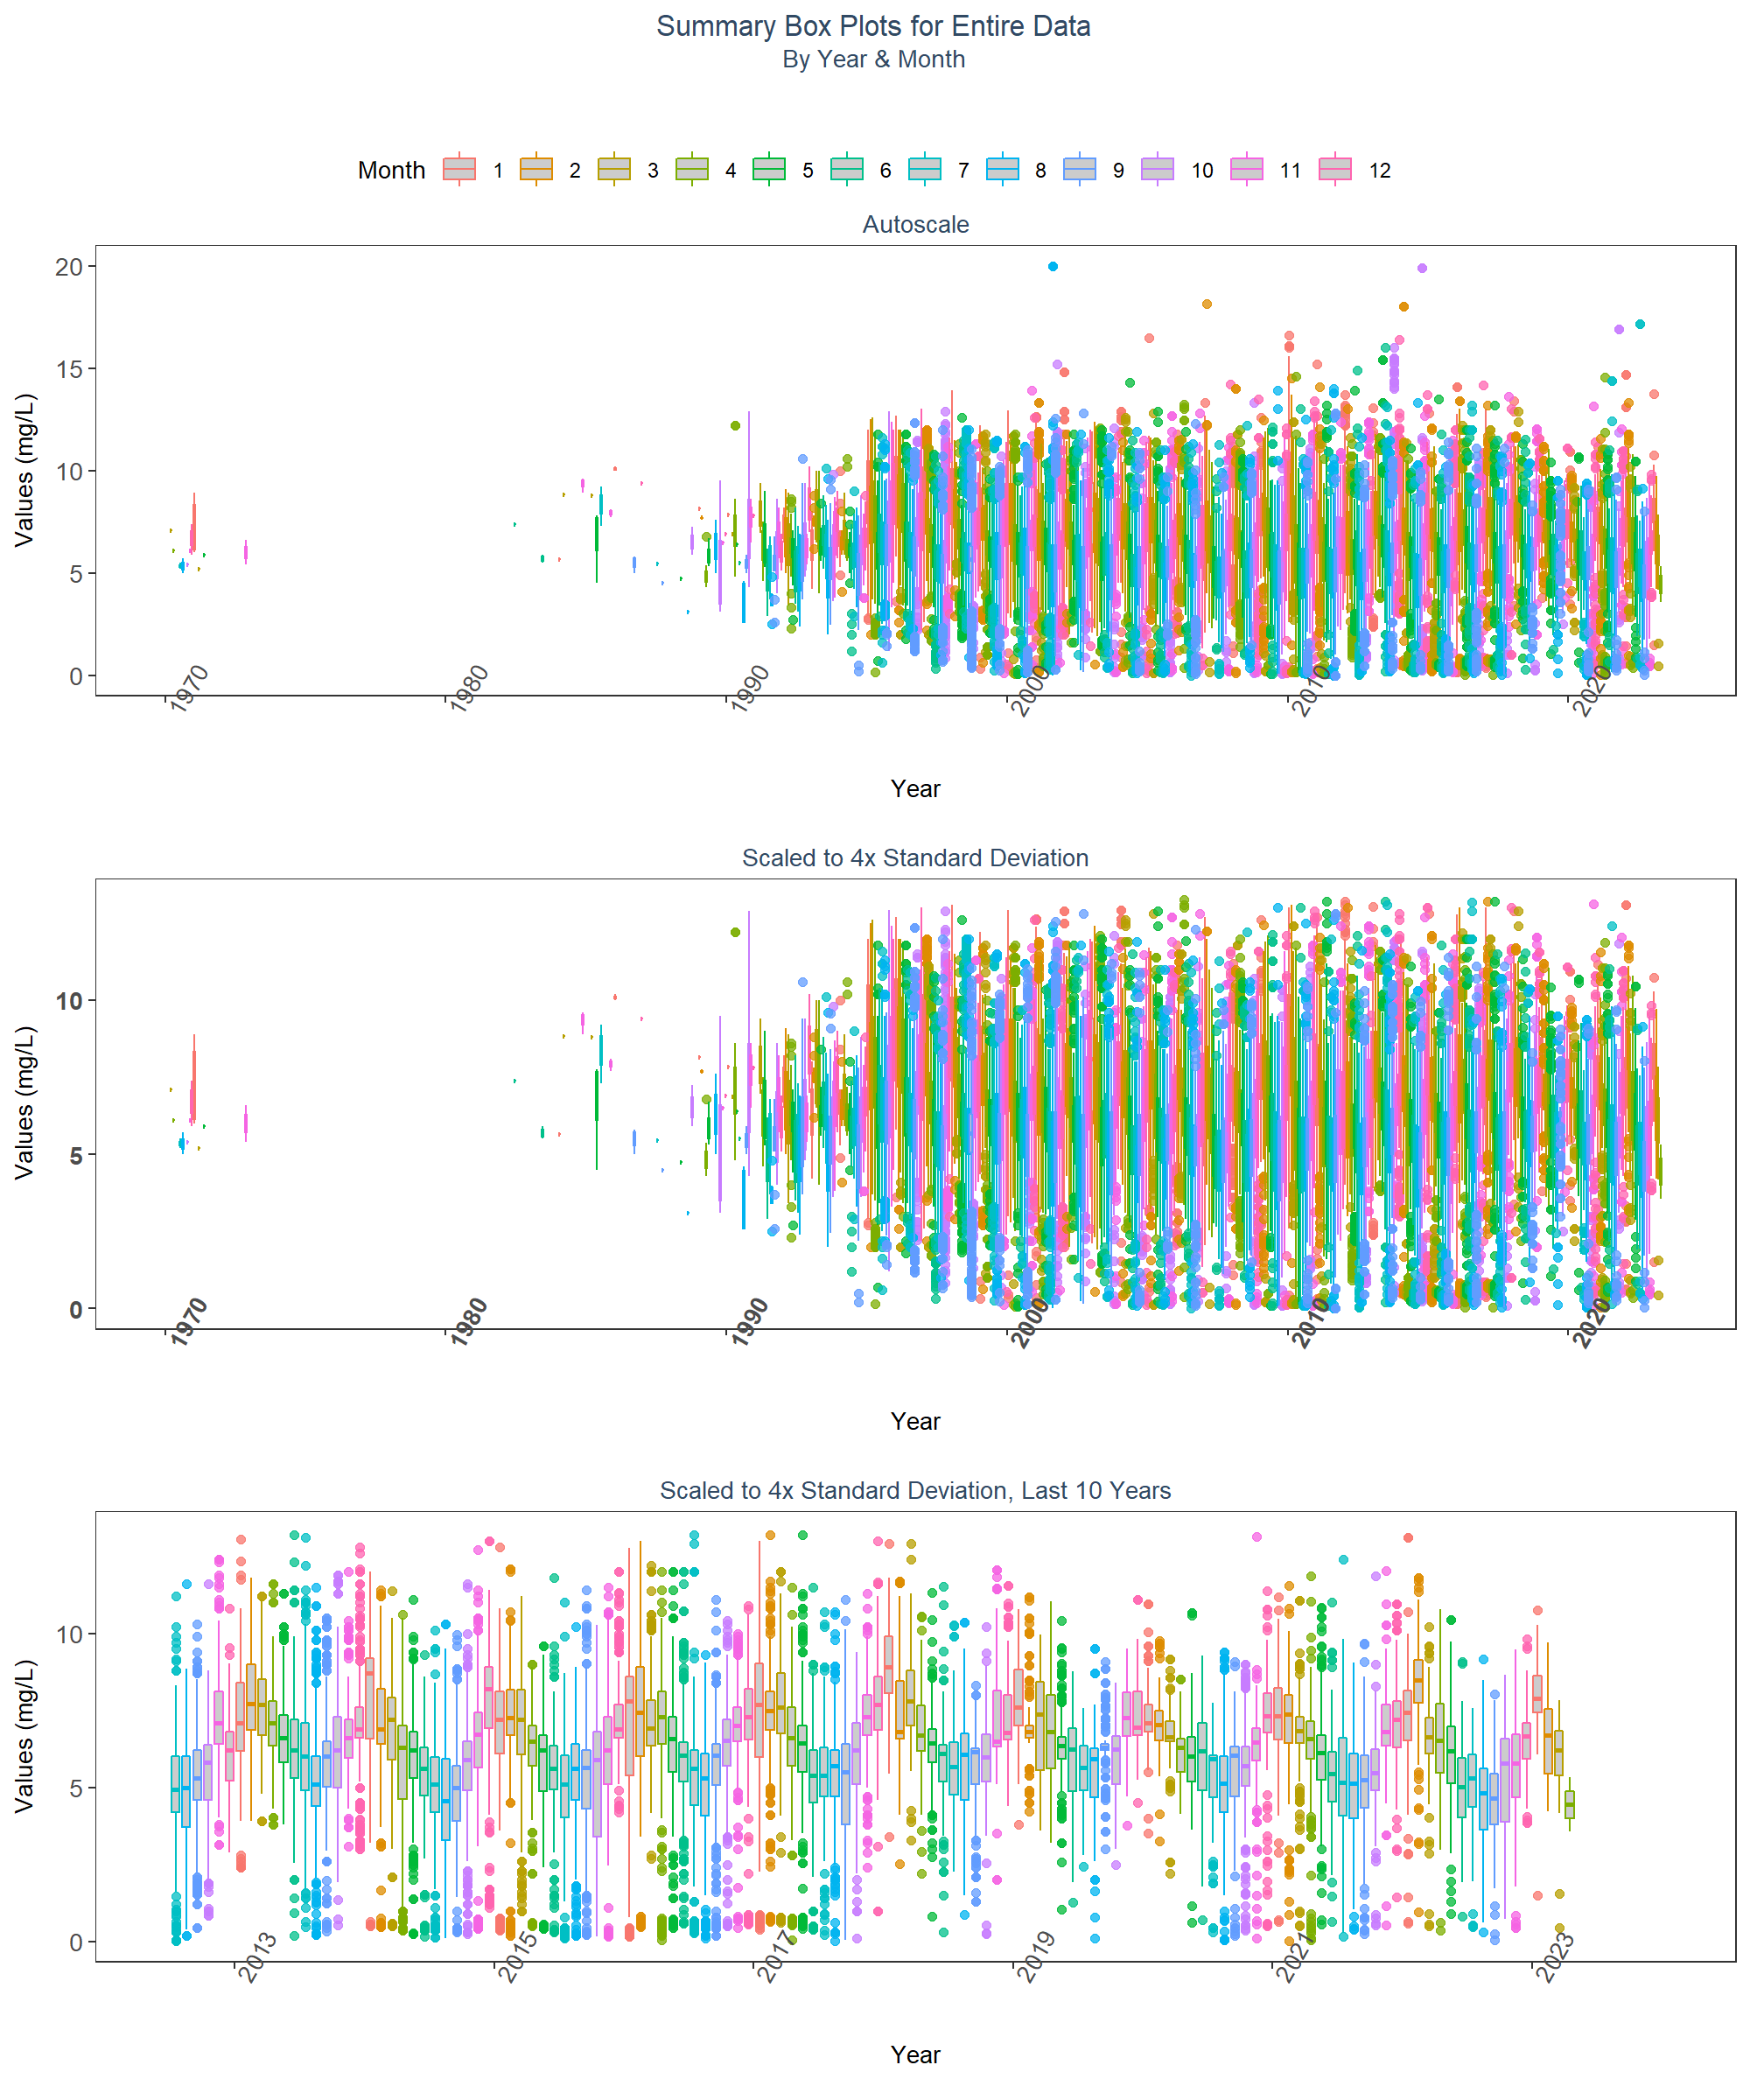 Summary Box Plots for Entire Data
By Year & Month
Month 1 2 3 4 5 6 7 8 9 10 11 12
Autoscale
Values (mg/L)
20
15
10
5
0
1970 1980 1990 2000 2010 2020
Year
Scaled to 4x Standard Deviation
Values (mg/L)
10
5
0
1970 1980 1990 2000 2010 2020
Year
Scaled to 4x Standard Deviation, Last 10 Years
Values (mg/L)
10
5
0
2013 2015 2017 2019 2021 2023
Year